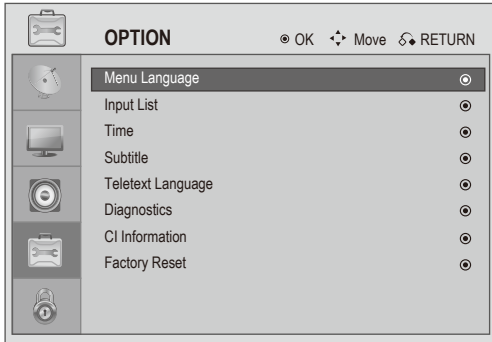 OPTION OK Move RETURN
Menu Language
Input List
Time
Subtitle
Teletext Language
Diagnostics
CI Information
Factory Reset